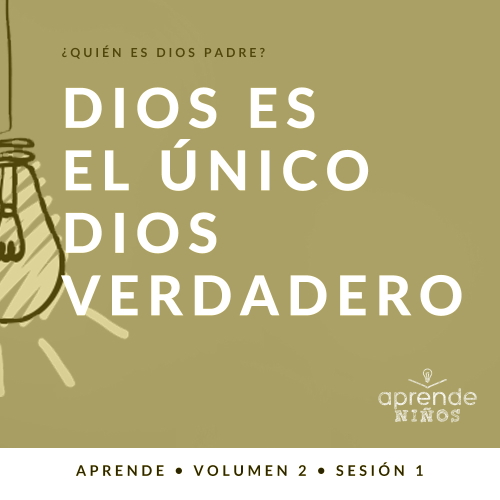 ¿QUIÉN ES DIOS PADRE?
DIOS ES
EL ÚNICO
DIOS
VERDADERO
aprende
NIÑOS
APRENDE • VOLUMEN 2 • SESIÓN 1